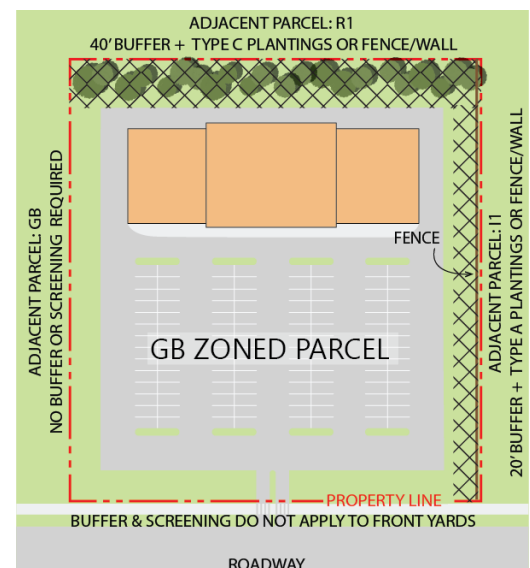 ADJACENT PARCEL: R1
40' BUFFER + TYPE C PLANTINGS OR FENCE/WALL
ADJACENT PARCEL: GB
NO BUFFER OR SCREENING REQUIRED
FENCE
ADJACENT PARCEL: I1
20' BUFFER + TYPE A PLANTINGS OR FENCE/WALL
GB ZONED PARCEL
PROPERTY LINE
BUFFER & SCREENING DO NOT APPLY TO FRONT YARDS
ROADWAY